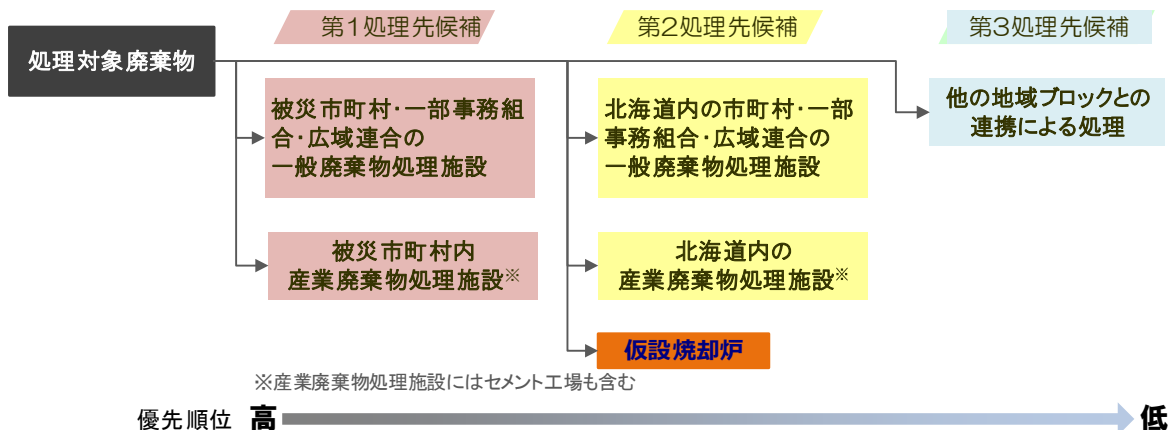 第1処理先候補
第2処理先候補
第3処理先候補
処理対象廃棄物
被災市町村・一部事務組
合・広域連合の
一般廃棄物処理施設
北海道内の市町村・一部
事務組合・広域連合の
一般廃棄物処理施設
他の地域ブロックとの
連携による処理
被災市町村内
産業廃棄物処理施設※
北海道内の
産業廃棄物処理施設※
仮設焼却炉
※産業廃棄物処理施設にはセメント工場も含む
優先順位 高
低